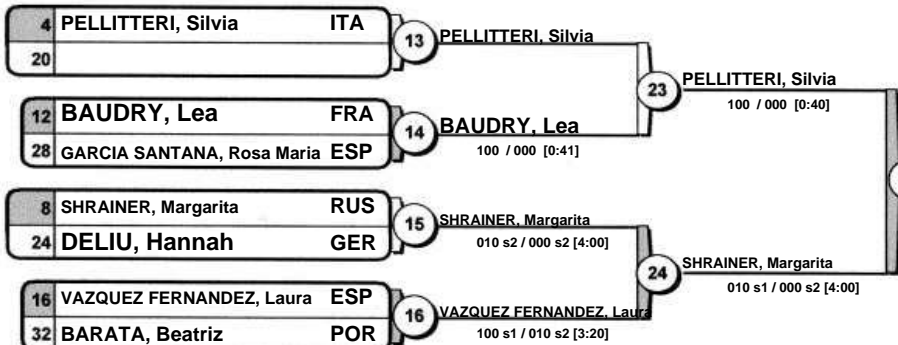 4 PELLITTERI, Silvia ITA
20
13 PELLITTERI, Silvia
12 BAUDRY, Lea FRA
28 GARCIA SANTANA, Rosa Maria ESP
14 BAUDRY, Lea
100 / 000 [0:41]
23 PELLITTERI, Silvia
100 / 000 [0:40]
8 SHRAINER, Margarita RUS
24 DELIU, Hannah GER
15 SHRAINER, Margarita
010 s2 / 000 s2 [4:00]
16 VAZQUEZ FERNANDEZ, Laura ESP
32 BARATA, Beatriz POR
16 VAZQUEZ FERNANDEZ, Laura
100 s1 / 010 s2 [3:20]
24 SHRAINER, Margarita
010 s1 / 000 s2 [4:00]